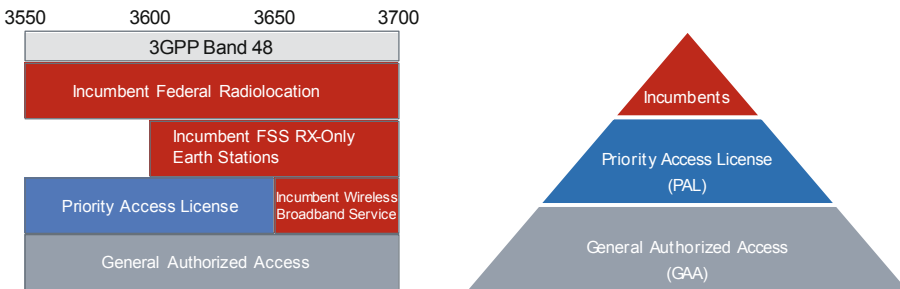 3550 3600 3650 3700
3GPP Band 48
Incumbent Federal Radiolocation
Incumbent FSS RX-Only
Earth Stations
Priority Access License
Incumbent Wireless
Broadband Service
General Authorized Access
Incumbents
Priority Access License
(PAL)
General Authorized Access
(GAA)